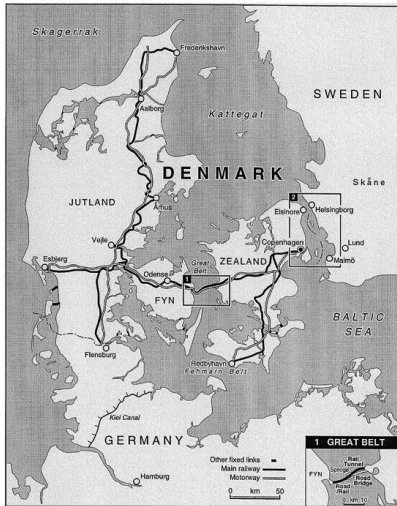 Skagerrak
Frederikshavn
Aalborg
Kattegat
SWEDEN
DENMARK
Skåne
JUTLAND
Århus
2
Elsinore
Helsingborg
Vejle
Great
Belt
ZEALAND
Copenhagen
Lund
Esbjerg
Odense
1
Malmö
FYN
BALTIC
SEA
Flensburg
Rødbyhavn
Fehmarn Belt
Kiel Canal
GERMANY
Hamburg
Other fixed links
Main railway
Motorway
0 km 50
1 GREAT BELT
Rail
Tunnel
FYN
Sprogø
Road
Bridge
Road
/Rail
0 km 10